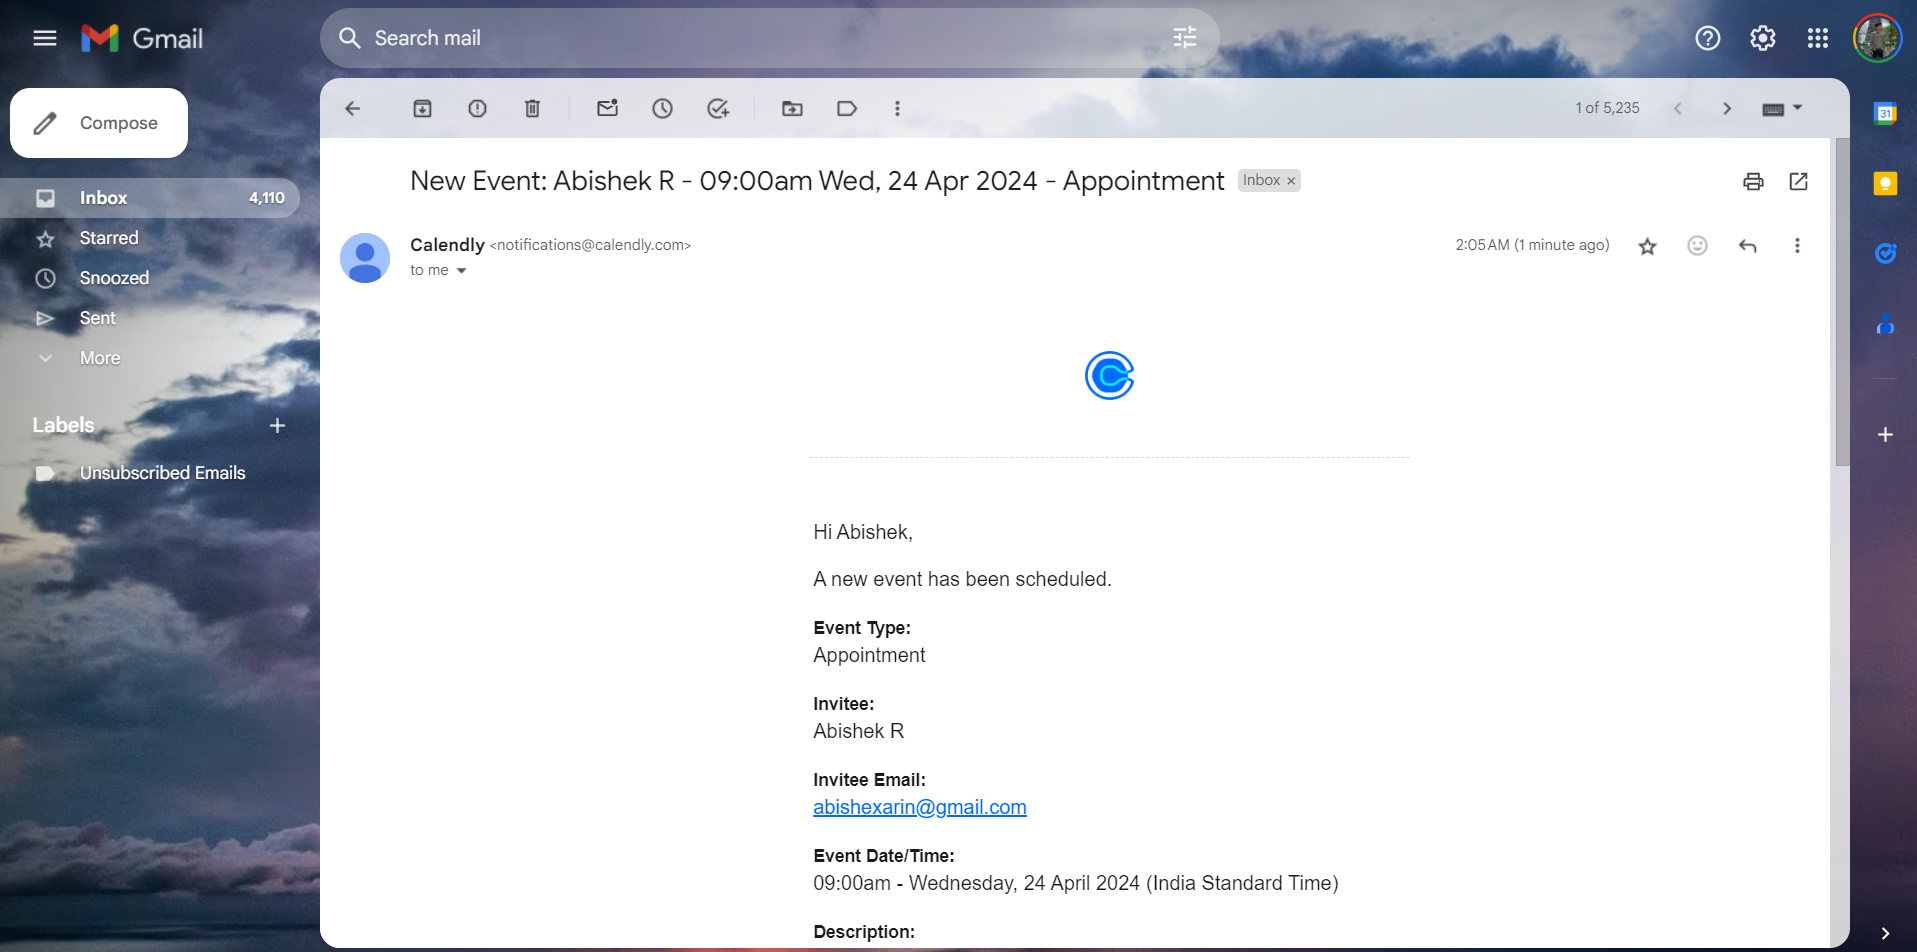 Gmail
Search mail
Compose
Inbox 4,110
Starred
Snoozed
Sent
More
Labels
Unsubscribed Emails
1 of 5,235
31
New Event: Abishek R - 09:00am Wed, 24 Apr 2024 - Appointment Inbox ×
Calendly <notifications@calendly.com> 2:05 AM (1 minute ago)
to me
Hi Abishek,
A new event has been scheduled.
Event Type:
Appointment
Invitee:
Abishek R
Invitee Email:
abishexarin@gmail.com
Event Date/Time:
09:00am - Wednesday, 24 April 2024 (India Standard Time)
Description: